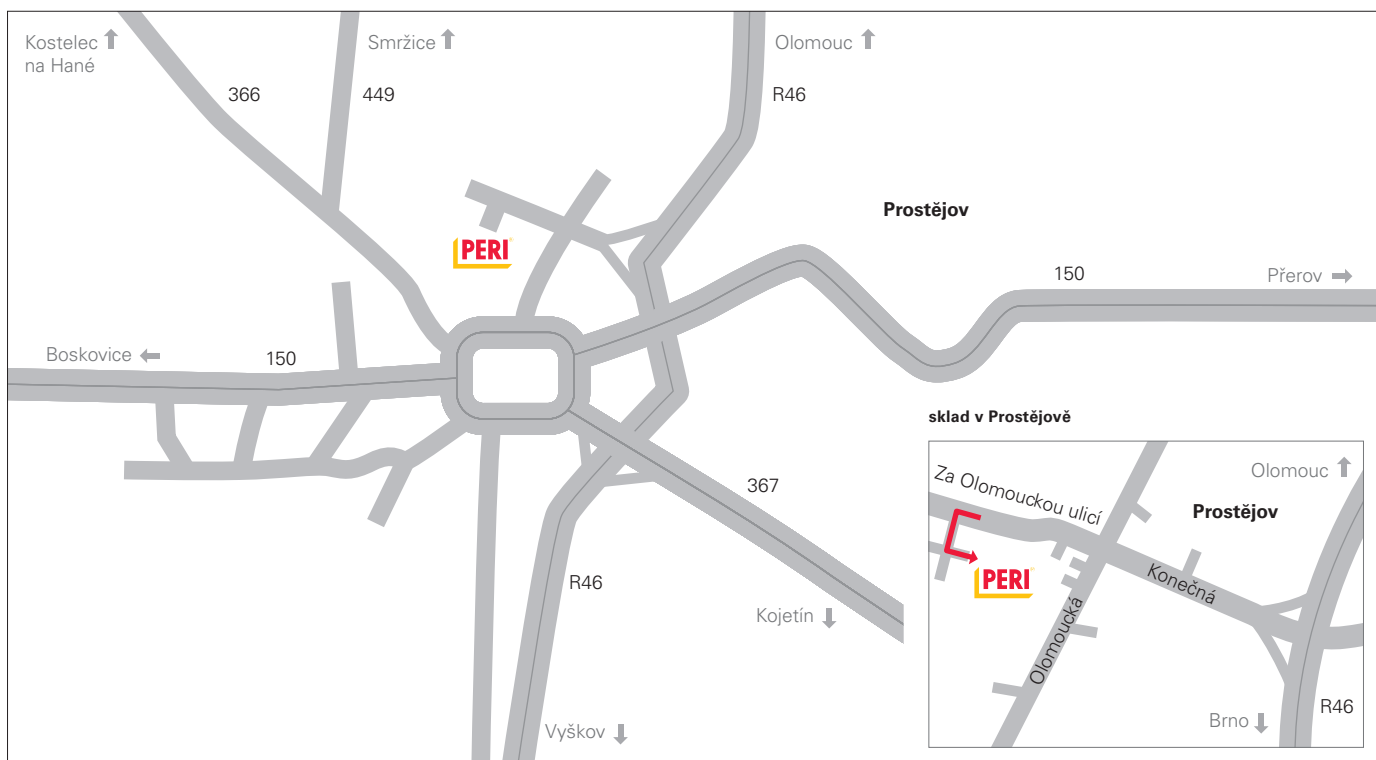 Kostelec
na Hané
Smržice
Olomouc
366
449
R46
PERI
Prostějov
150
Přerov
Boskovice
150
367
R46
Kojetín
Vyškov
sklad v Prostějově
Za Olomouckou ulicí
Olomouc
Prostějov
PERI
Konečná
Olomoucká
R46
Brno